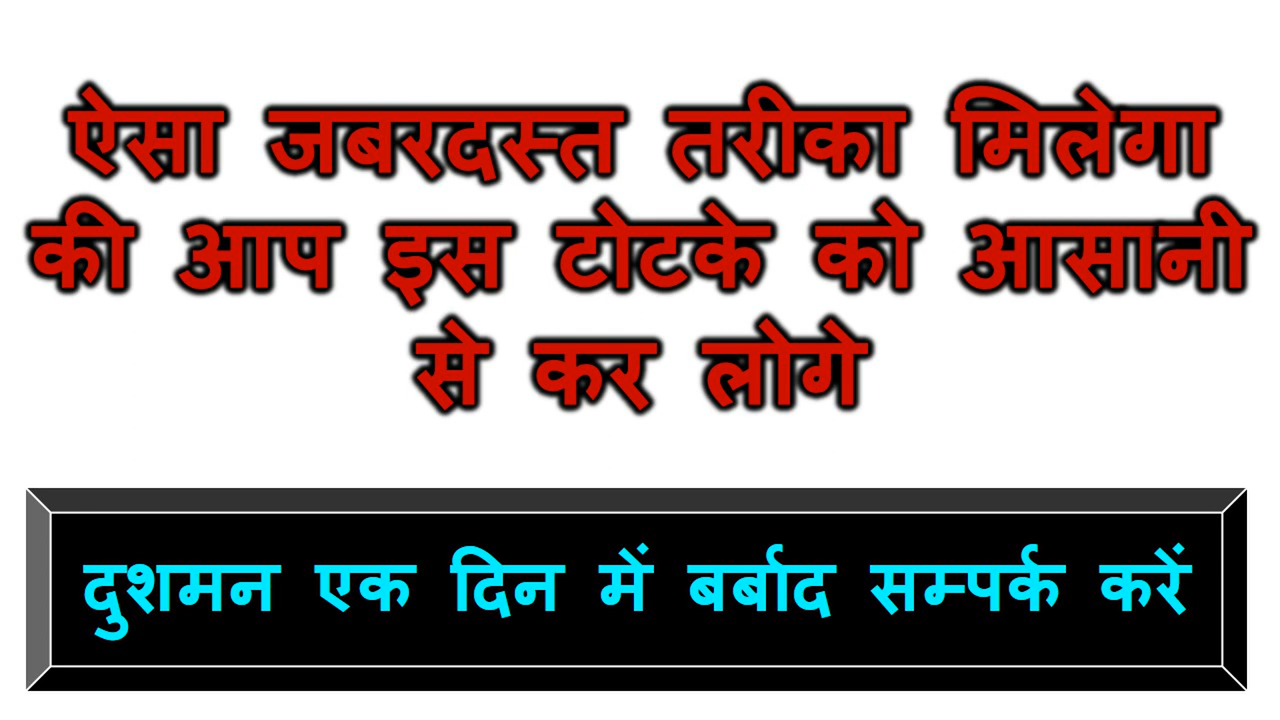 ऐसा जबरदस्त तरीका मिलेगा
की आप इस टोटके को आसानी
से कर लोगे
दुशमन एक दिन में बर्बाद सम्पर्क करें